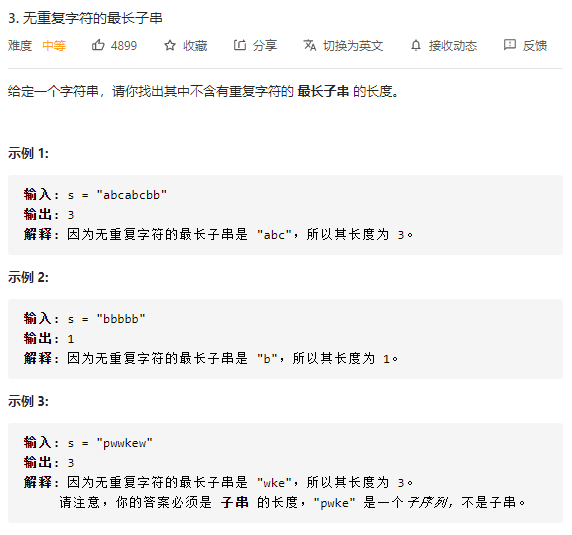 3. 无重复字符的最长子串
难度 中等 4899 收藏 分享 切换为英文 接收动态 反馈
给定一个字符串，请你找出其中不含有重复字符的 最长子串 的长度。
示例 1:
输入: s = "abcabcbb"
输出: 3
解释: 因为无重复字符的最长子串是 "abc"，所以其长度为 3。
示例 2:
输入: s = "bbbbb"
输出: 1
解释: 因为无重复字符的最长子串是 "b"，所以其长度为 1。
示例 3:
输入: s = "pwwkew"
输出: 3
解释: 因为无重复字符的最长子串是 "wke"，所以其长度为 3。
请注意，你的答案必须是 子串 的长度，"pwke" 是一个子序列，不是子串。